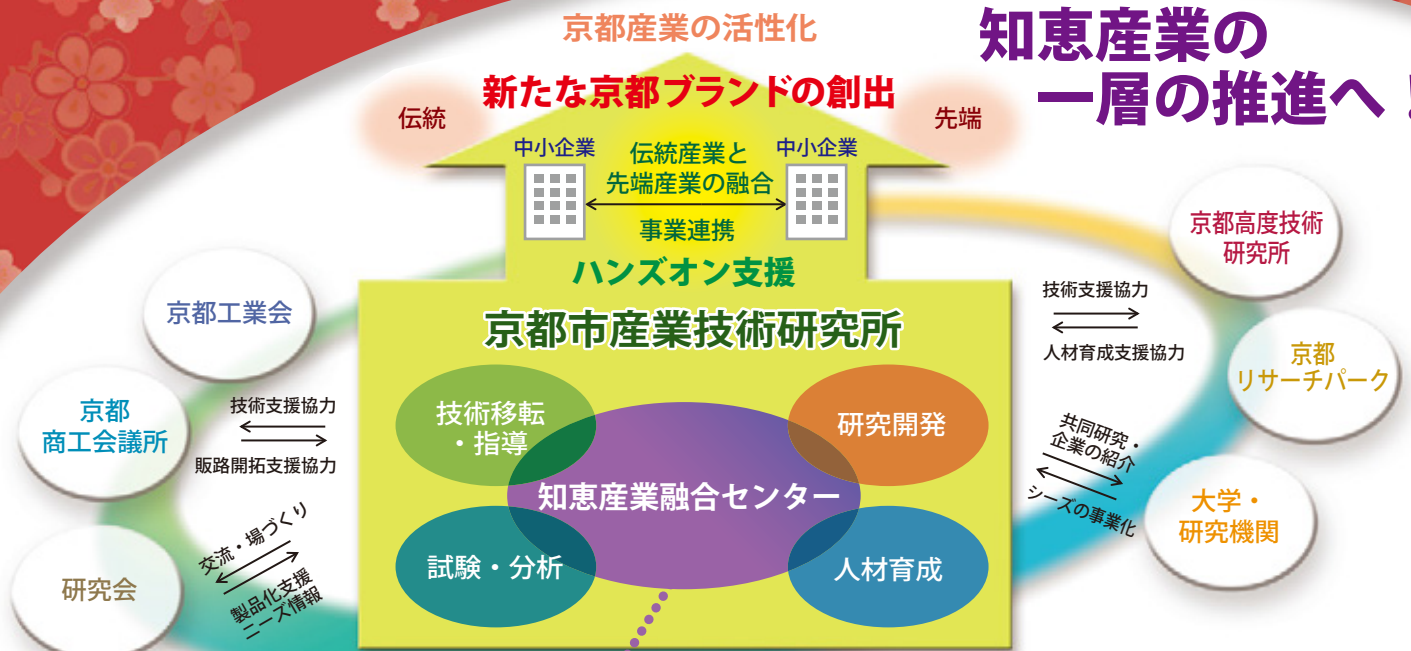 京都産業の活性化
知恵産業の
一層の推進へ！
新たな京都ブランドの創出
伝統
先端
中小企業
中小企業
伝統産業と
先端産業の融合
事業連携
ハンズオン支援
京都市産業技術研究所
技術移転
・指導
研究開発
知恵産業融合センター
試験・分析
人材育成
京都工業会
京都
商工会議所
研究会
技術支援協力
販路開拓支援協力
交流・場づくり
製品化支援
ニーズ情報
京都高度技術
研究所
京都
リサーチパーク
大学・
研究機関
技術支援協力
人材育成支援協力
共同研究・
企業の紹介
シーズの事業化